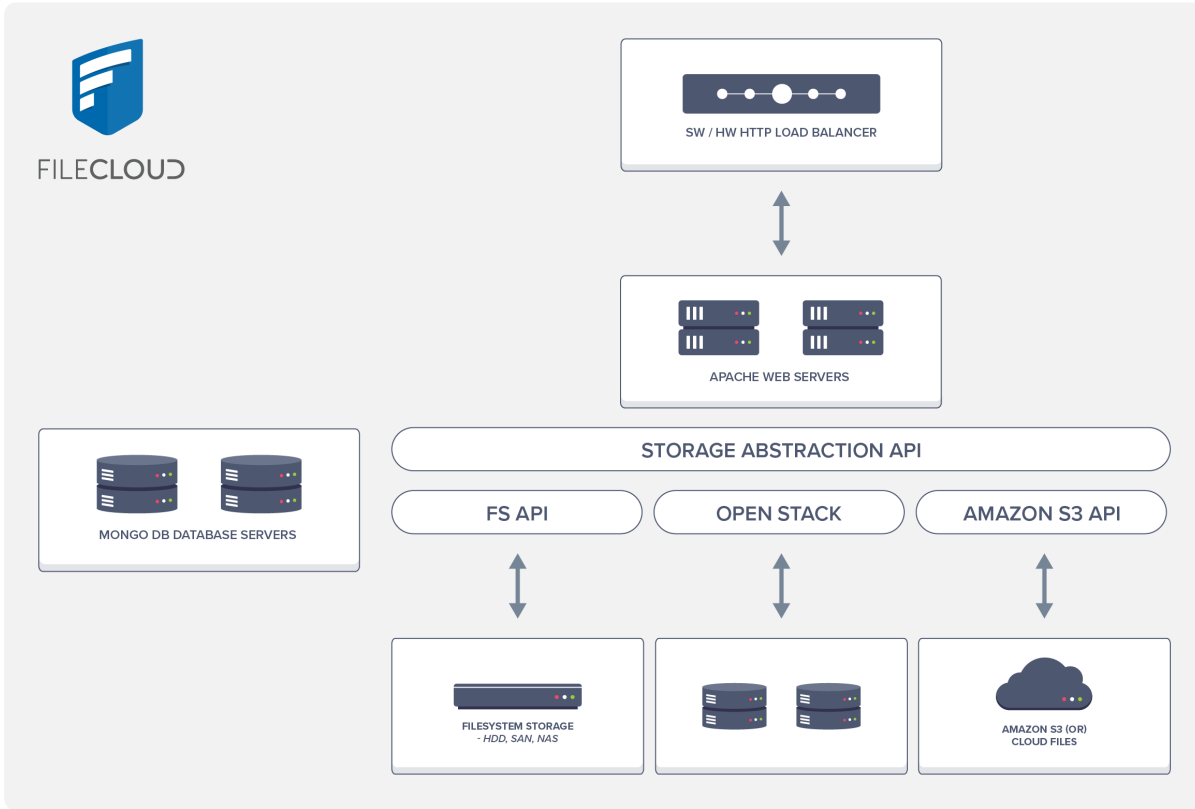 FILECLOUD
SW / HW HTTP LOAD BALANCER
APACHE WEB SERVERS
MONGO DB DATABASE SERVERS
STORAGE ABSTRACTION API
FS API
OPEN STACK
AMAZON S3 API
FILESYSTEM STORAGE
- HDD, SAN, NAS
AMAZON S3 (OR)
CLOUD FILES